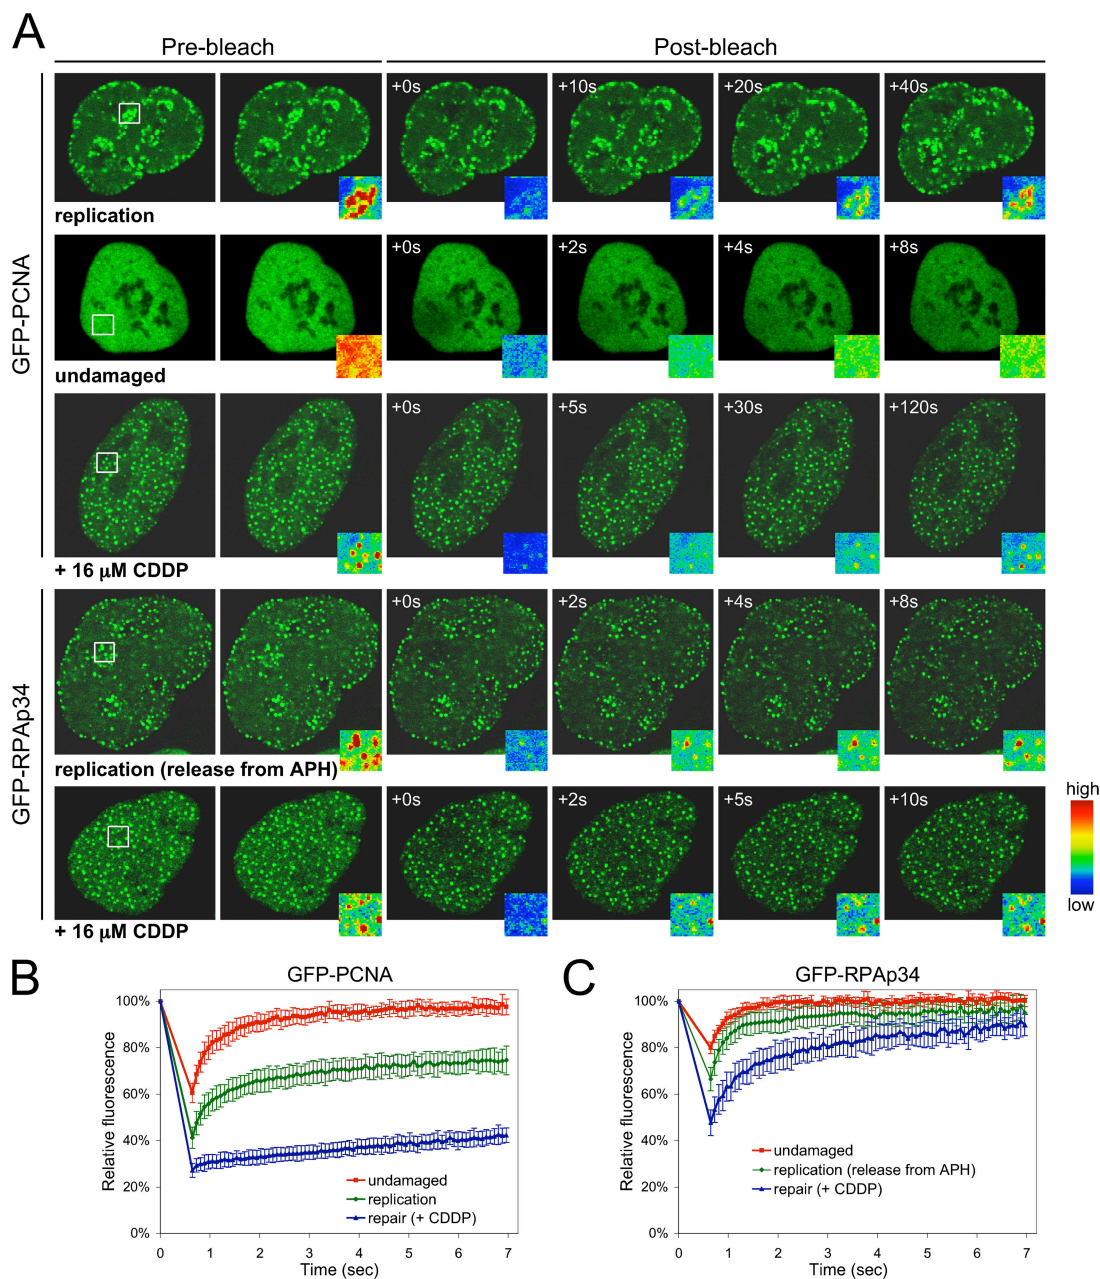 A
Pre-bleach Post-bleach
GFP-PCNA
+0s +10s +20s +40s
replication
+0s +2s +4s +8s
undamaged
+0s +5s +30s +120s
+ 16 μM CDDP
GFP-RPAp34
+0s +2s +4s +8s
replication (release from APH)
+0s +2s +5s +10s
+ 16 μM CDDP
high
low
B
GFP-PCNA
Relative fluorescence
100%
80%
60%
40%
20%
0%
undamaged
replication
repair (+ CDDP)
0 1 2 3 4 5 6 7
Time (sec)
C
GFP-RPAp34
Relative fluorescence
100%
80%
60%
40%
20%
0%
undamaged
replication (release from APH)
repair (+ CDDP)
0 1 2 3 4 5 6 7
Time (sec)